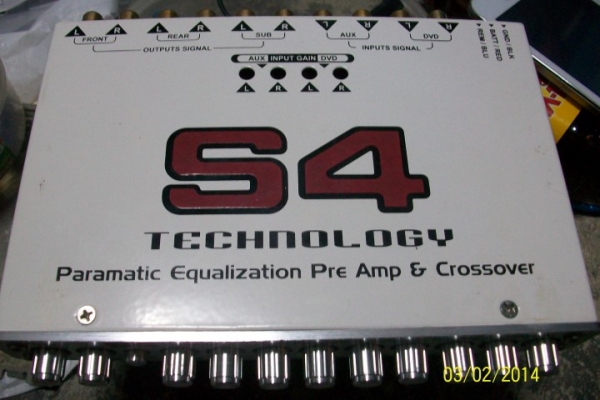 L R L R L R L R L R
FRONT REAR SUB AUX DVD
OUTPUTS SIGNAL INPUTS SIGNAL
GND / BLK
BATT / RED
REM / BLU
AUX INPUT GAIN DVD
L R L R
S4
TECHNOLOGY
Paramatic Equalization Pre Amp & Crossover
03/02/2014